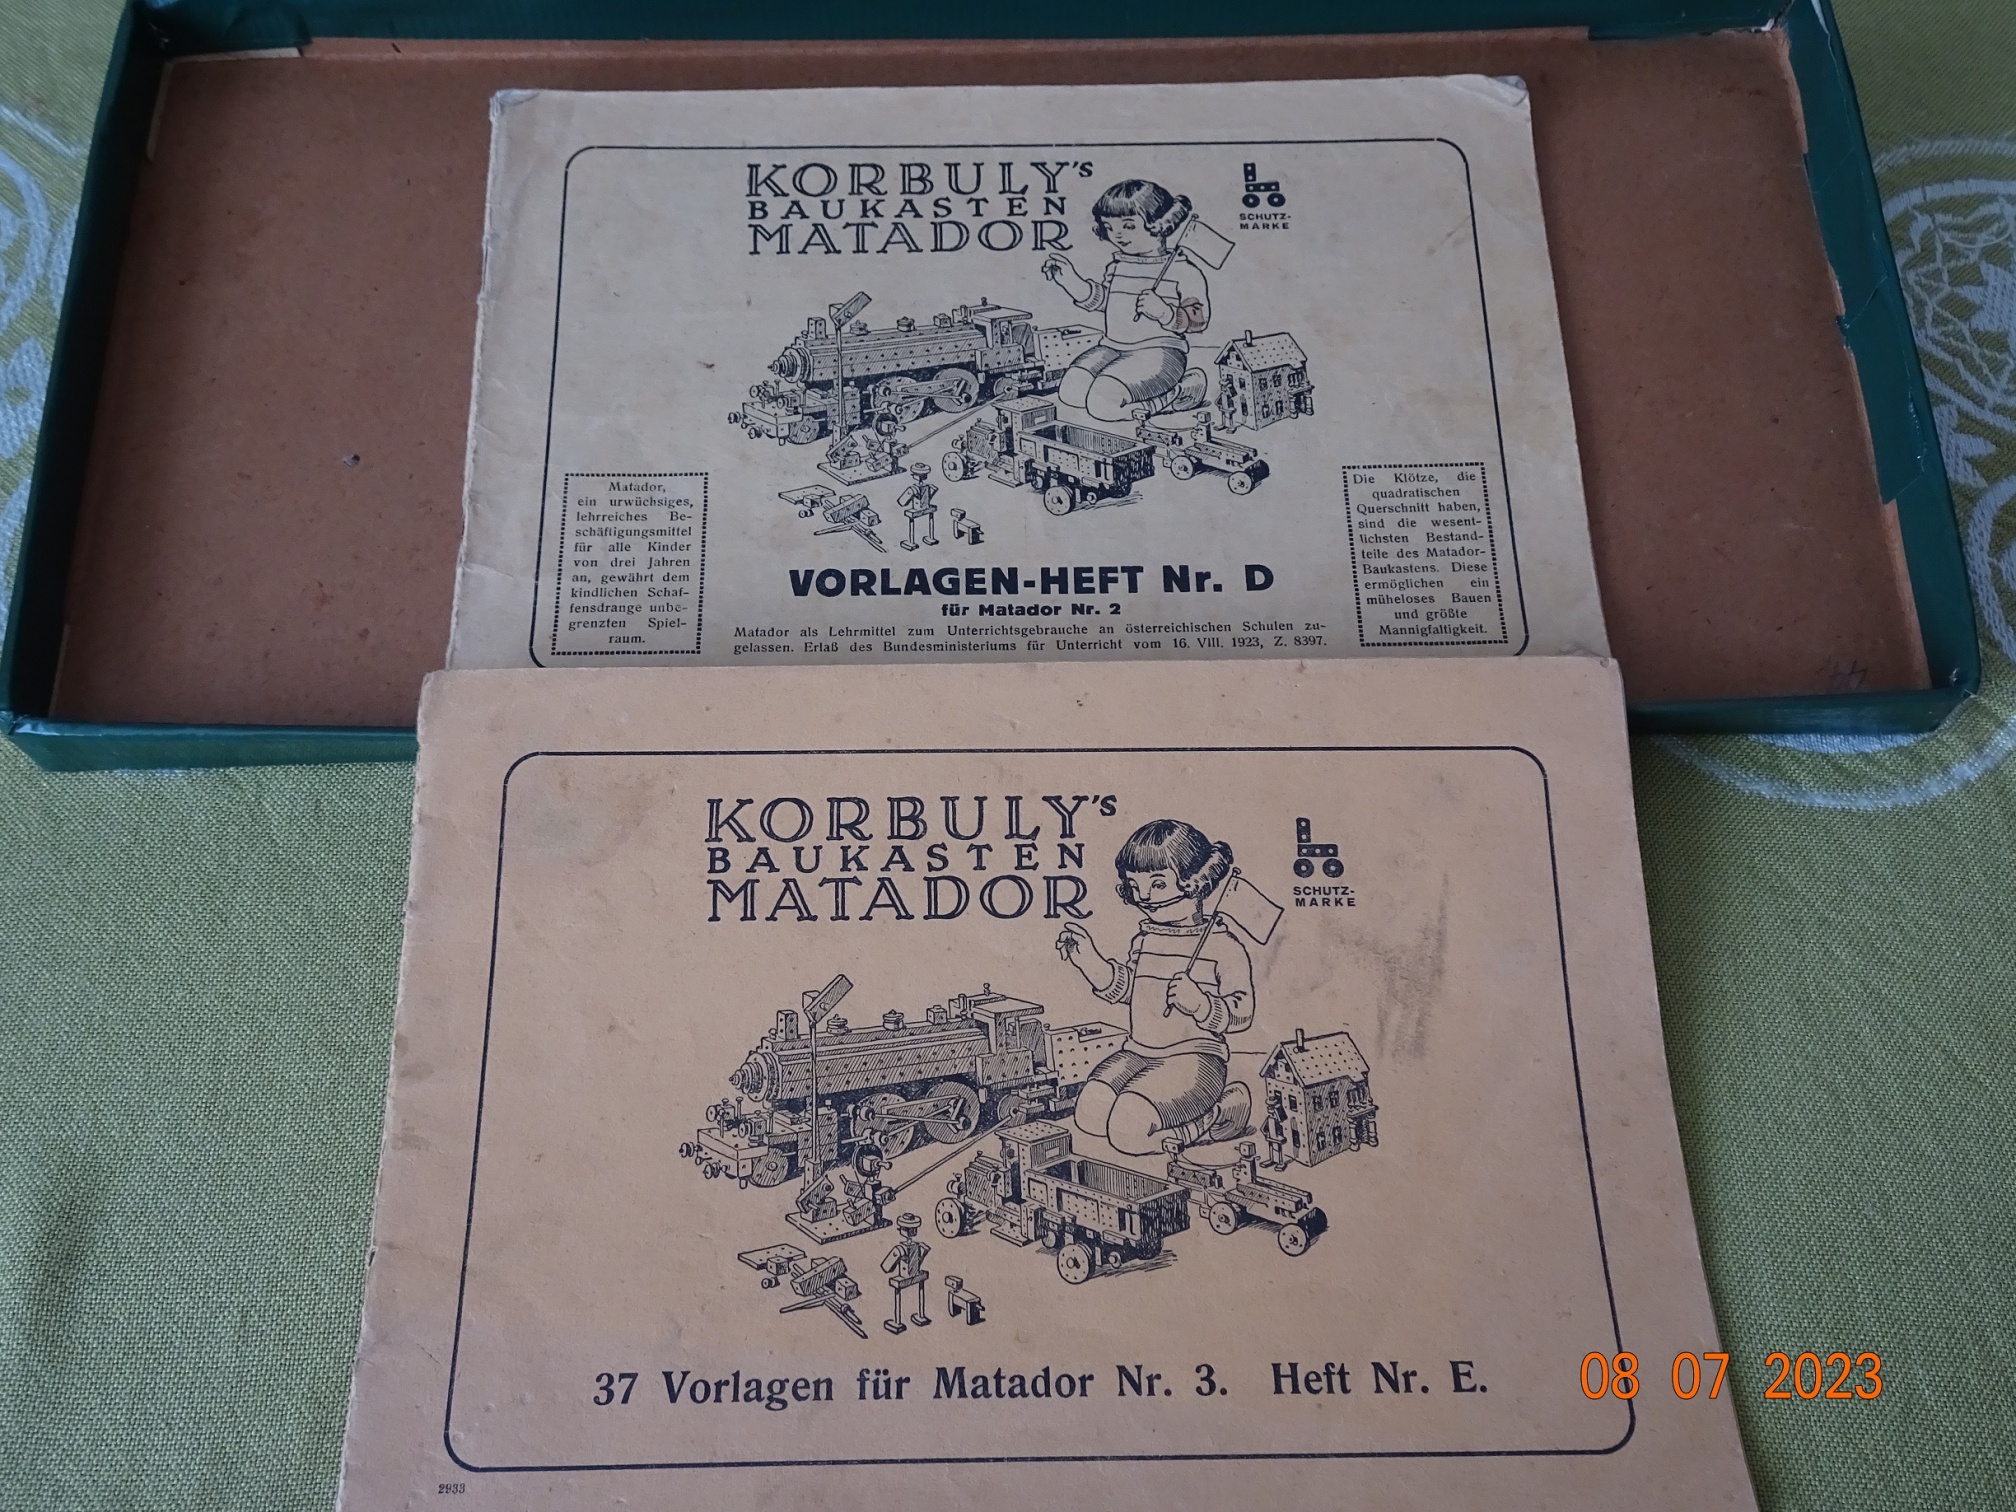 KORBULY's
BAUKASTEN
MATADOR
SCHUTZ-
MARKE
Matador,
ein urwüchsiges,
lehrreiches Be-
schäftigungsmittel
für alle Kinder
von drei Jahren
an, gewährt dem
kindlichen Schaf-
fensdrange unbe-
grenzten Spiel-
raum.
Die Klötze, die
quadratischen
Querschnitt haben,
sind die wesent-
lichsten Bestand-
teile des Matador-
Baukastens. Diese
ermöglichen ein
müheloses Bauen
und größte
Mannigfaltigkeit.
VORLAGEN-HEFT Nr. D
für Matador Nr. 2
Matador als Lehrmittel zum Unterrichtsgebrauche an österreichischen Schulen zu-
gelassen. Erlaß des Bundesministeriums für Unterricht vom 16. VIII. 1923, Z. 8397.
KORBULY's
BAUKASTEN
MATADOR
SCHUTZ-
MARKE
37 Vorlagen für Matador Nr. 3. Heft Nr. E.
2933
08 07 2023